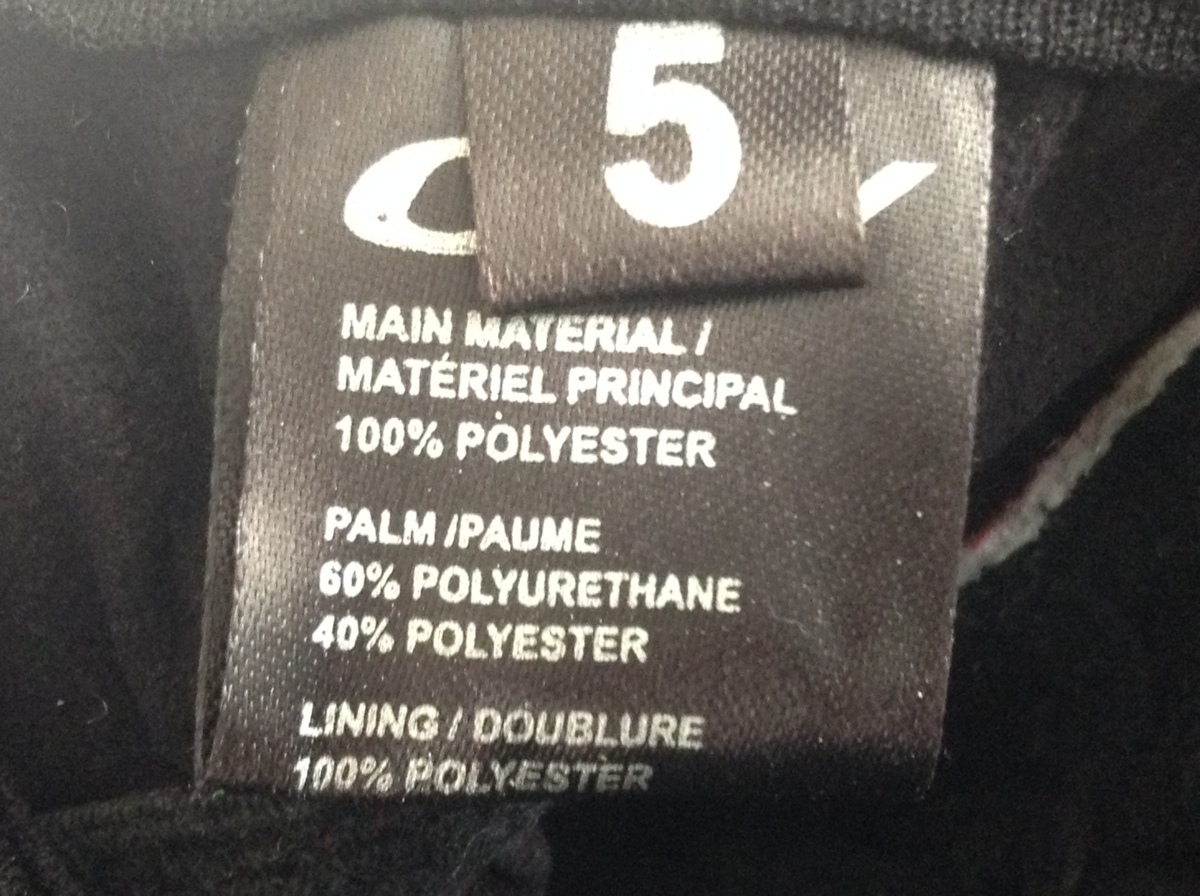 5
MAIN MATERIAL /
MATÉRIEL PRINCIPAL
100% POLYESTER
PALM /PAUME
60% POLYURETHANE
40% POLYESTER
LINING / DOUBLURE
100% POLYESTER